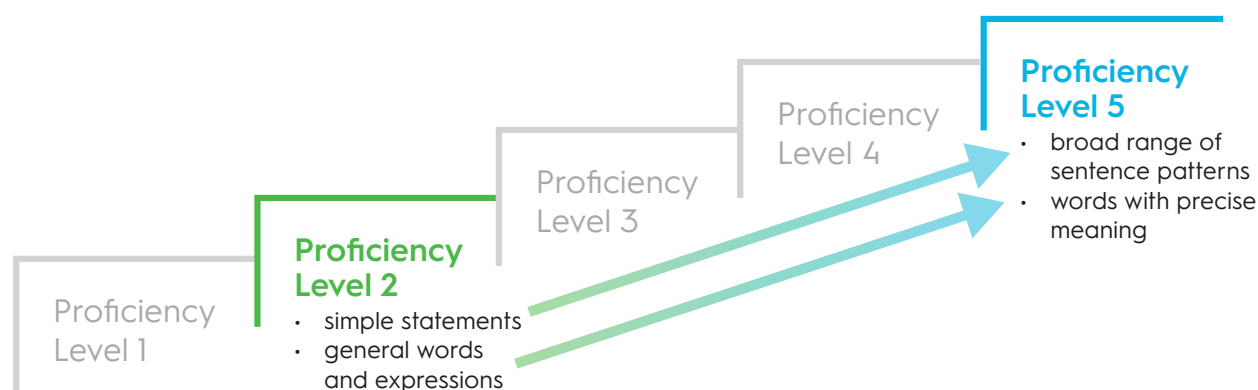 Proficiency
Level 1
Proficiency
Level 2
• simple statements
• general words
and expressions
Proficiency
Level 3
Proficiency
Level 4
Proficiency
Level 5
• broad range of
sentence patterns
• words with precise
meaning